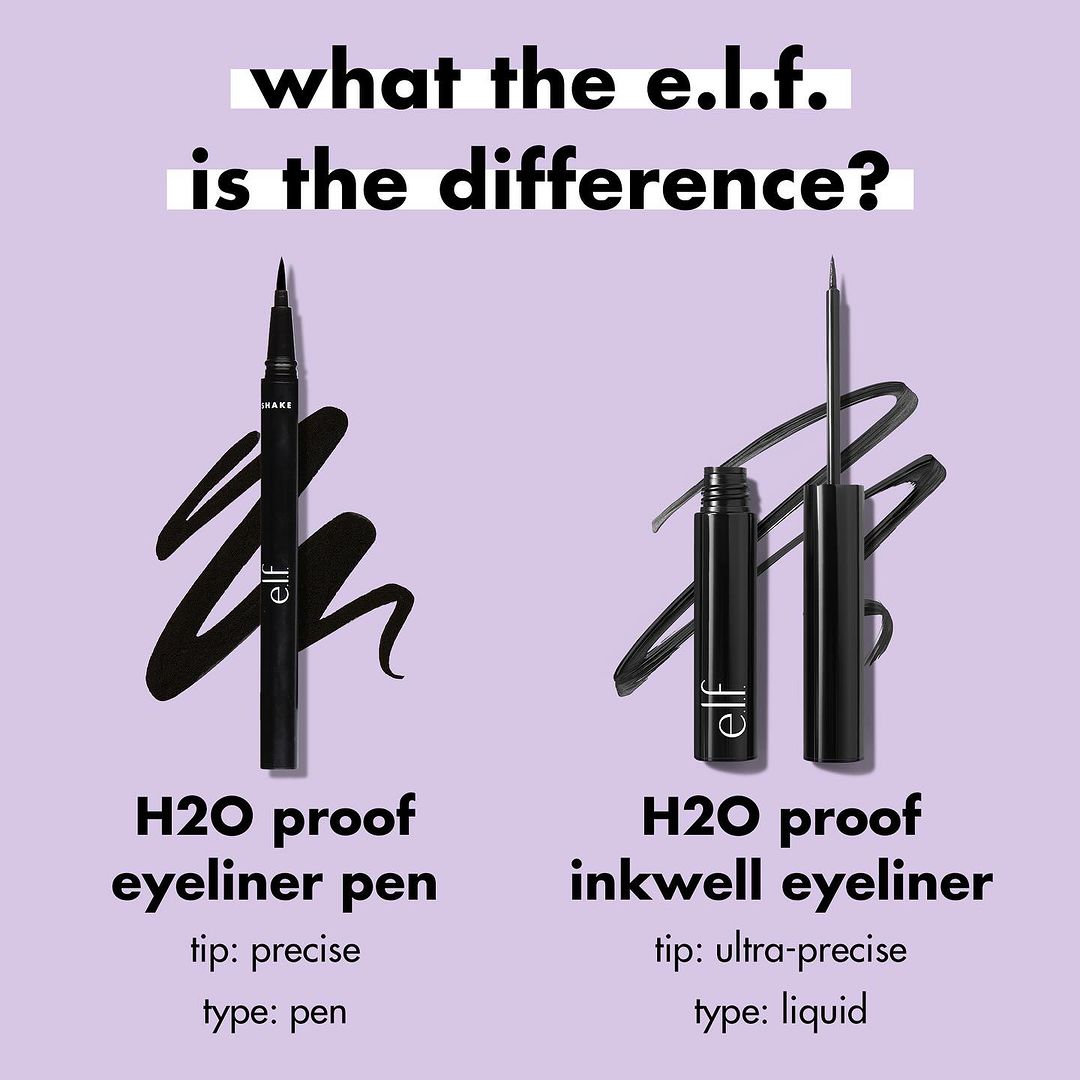 what the e.l.f.
is the difference?
SHAKE
e.l.f.
e.l.f.
H2O proof
eyeliner pen
tip: precise
type: pen
H2O proof
inkwell eyeliner
tip: ultra-precise
type: liquid